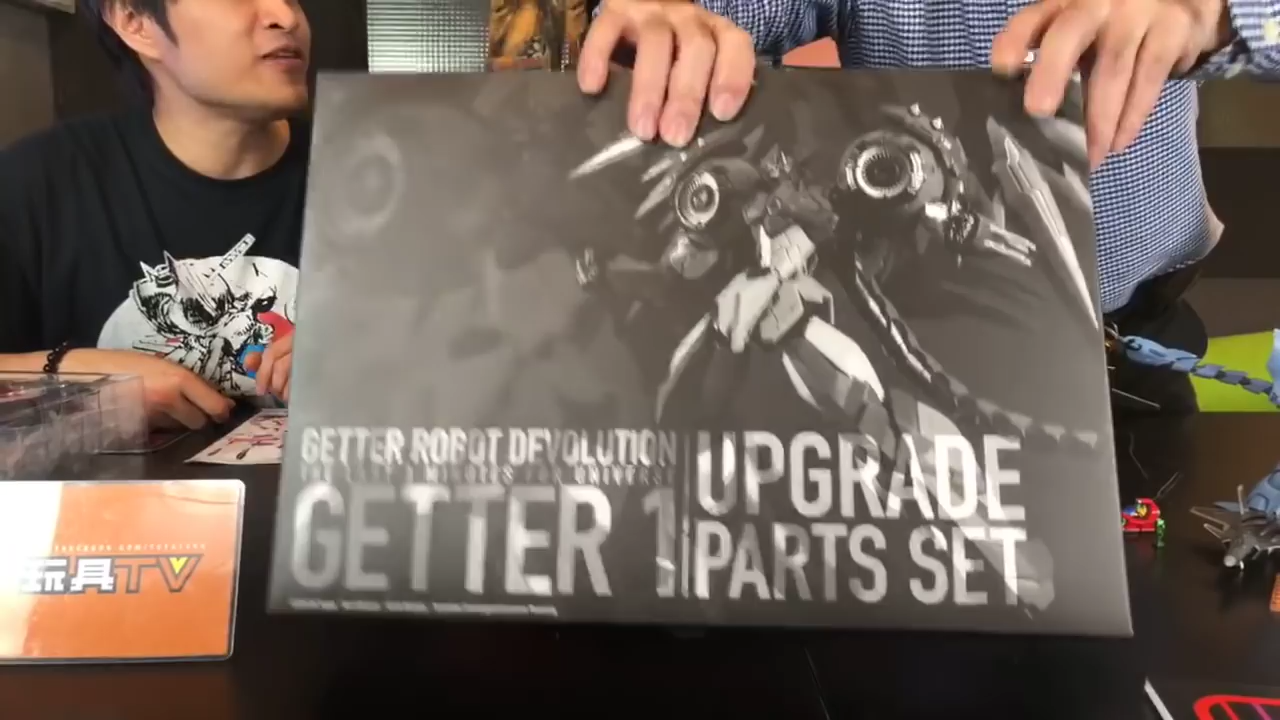 GETTER ROBOT DEVOLUTION
GETTER 1
UPGRADE
PARTS SET
玩具TV